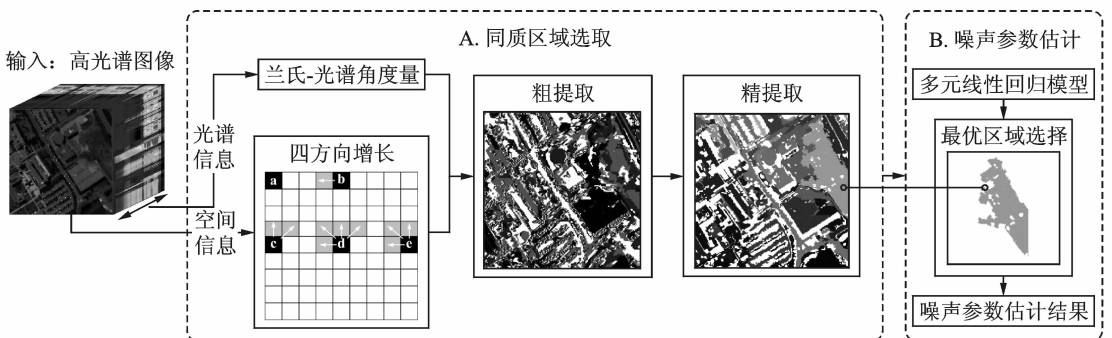 A. 同质区域选取
B. 噪声参数估计
输入：高光谱图像
兰氏-光谱角度量
光谱
信息
空间
信息
四方向增长
a
b
c
d
e
粗提取
精提取
多元线性回归模型
最优区域选择
噪声参数估计结果